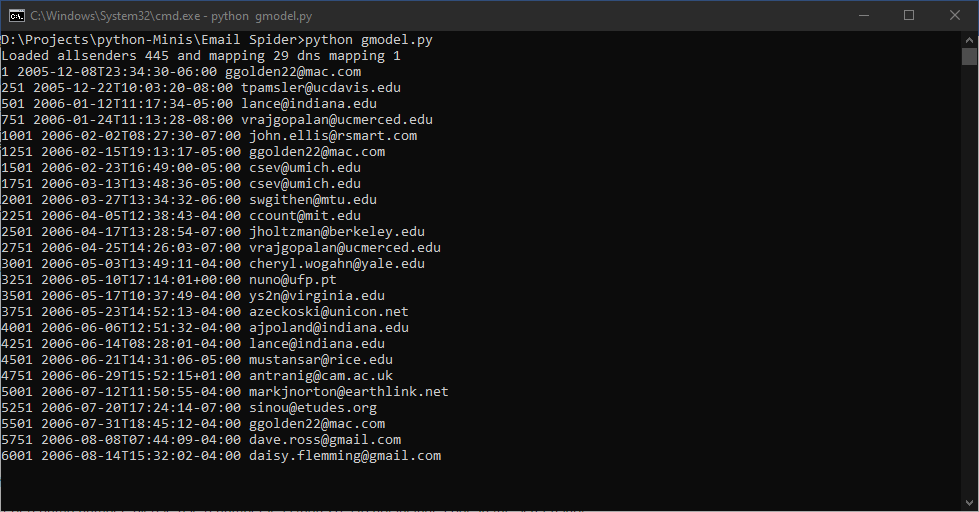 C:\Windows\System32\cmd.exe - python  gmodel.py
D:\Projects\python-Minis\Email Spider>python gmodel.py
Loaded allsenders 445 and mapping 29 dns mapping 1
1 2005-12-08T23:34:30-06:00 ggolden22@mac.com
251 2005-12-22T10:03:20-08:00 tpamsler@ucdavis.edu
501 2006-01-12T11:17:34-05:00 lance@indiana.edu
751 2006-01-24T11:13:28-08:00 vrajgopalan@ucmerced.edu
1001 2006-02-02T08:27:30-07:00 john.ellis@rsmart.com
1251 2006-02-15T19:13:17-05:00 ggolden22@mac.com
1501 2006-02-23T16:49:00-05:00 csev@umich.edu
1751 2006-03-13T13:48:36-05:00 csev@umich.edu
2001 2006-03-27T13:34:32-06:00 swgithen@mtu.edu
2251 2006-04-05T12:38:43-04:00 ccount@mit.edu
2501 2006-04-17T13:28:54-07:00 jholtzman@berkeley.edu
2751 2006-04-25T14:26:03-07:00 vrajgopalan@ucmerced.edu
3001 2006-05-03T13:49:11-04:00 cheryl.wogahn@yale.edu
3251 2006-05-10T17:14:01+00:00 nuno@ufp.pt
3501 2006-05-17T10:37:49-04:00 ys2n@virginia.edu
3751 2006-05-23T14:52:13-04:00 azeckoski@unicon.net
4001 2006-06-06T12:51:32-04:00 ajpoland@indiana.edu
4251 2006-06-14T08:28:01-04:00 lance@indiana.edu
4501 2006-06-21T14:31:06-05:00 mustansar@rice.edu
4751 2006-06-29T15:52:15+01:00 antranig@cam.ac.uk
5001 2006-07-12T11:50:55-04:00 markjnorton@earthlink.net
5251 2006-07-20T17:24:14-07:00 sinou@etudes.org
5501 2006-07-31T18:45:12-04:00 ggolden22@mac.com
5751 2006-08-08T07:44:09-04:00 dave.ross@gmail.com
6001 2006-08-14T15:32:02-04:00 daisy.flemming@gmail.com